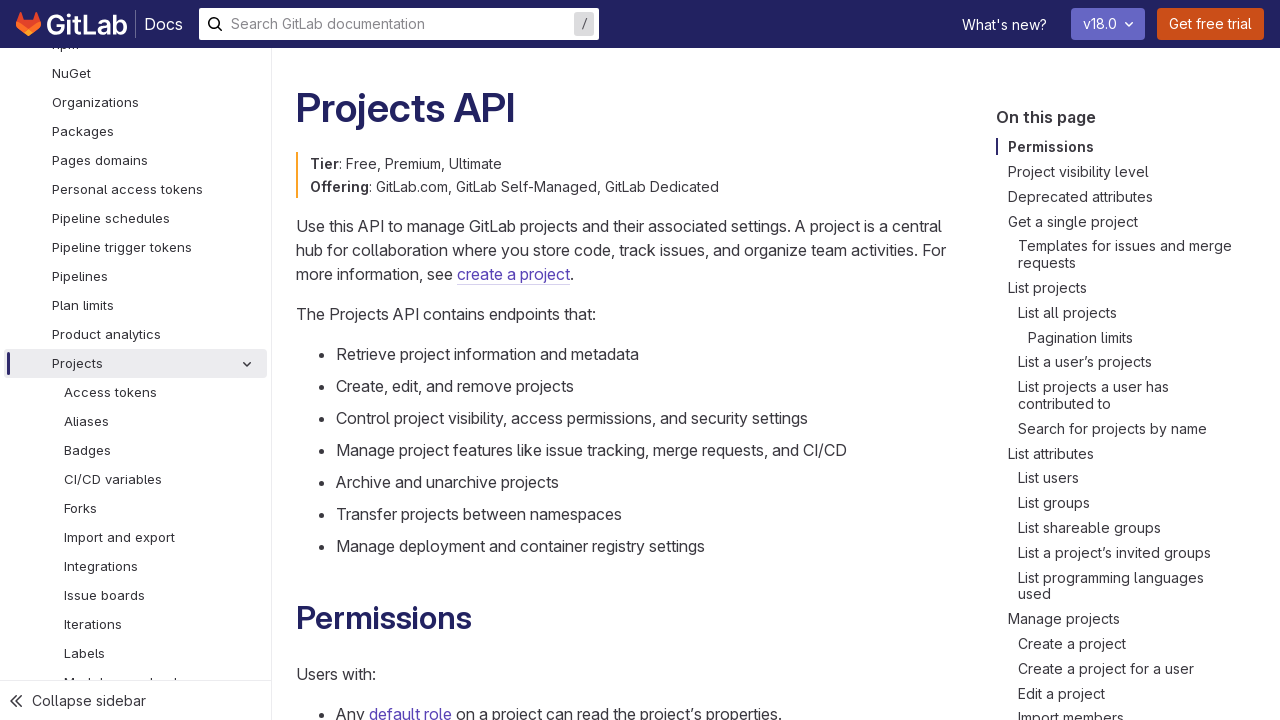 GitLab
Docs
Search GitLab documentation
/
What's new?
v18.0
Get free trial
NuGet
Organizations
Packages
Pages domains
Personal access tokens
Pipeline schedules
Pipeline trigger tokens
Pipelines
Plan limits
Product analytics
Projects
Access tokens
Aliases
Badges
CI/CD variables
Forks
Import and export
Integrations
Issue boards
Iterations
Labels
Collapse sidebar
Projects API
Tier: Free, Premium, Ultimate
Offering: GitLab.com, GitLab Self-Managed, GitLab Dedicated
Use this API to manage GitLab projects and their associated settings. A project is a central
hub for collaboration where you store code, track issues, and organize team activities. For
more information, see create a project.
The Projects API contains endpoints that:
Retrieve project information and metadata
Create, edit, and remove projects
Control project visibility, access permissions, and security settings
Manage project features like issue tracking, merge requests, and CI/CD
Archive and unarchive projects
Transfer projects between namespaces
Manage deployment and container registry settings
Permissions
Users with:
Any default role on a project can read the project’s properties.
On this page
Permissions
Project visibility level
Deprecated attributes
Get a single project
Templates for issues and merge
requests
List projects
List all projects
Pagination limits
List a user’s projects
List projects a user has
contributed to
Search for projects by name
List attributes
List users
List groups
List shareable groups
List a project’s invited groups
List programming languages
used
Manage projects
Create a project
Create a project for a user
Edit a project
Import members